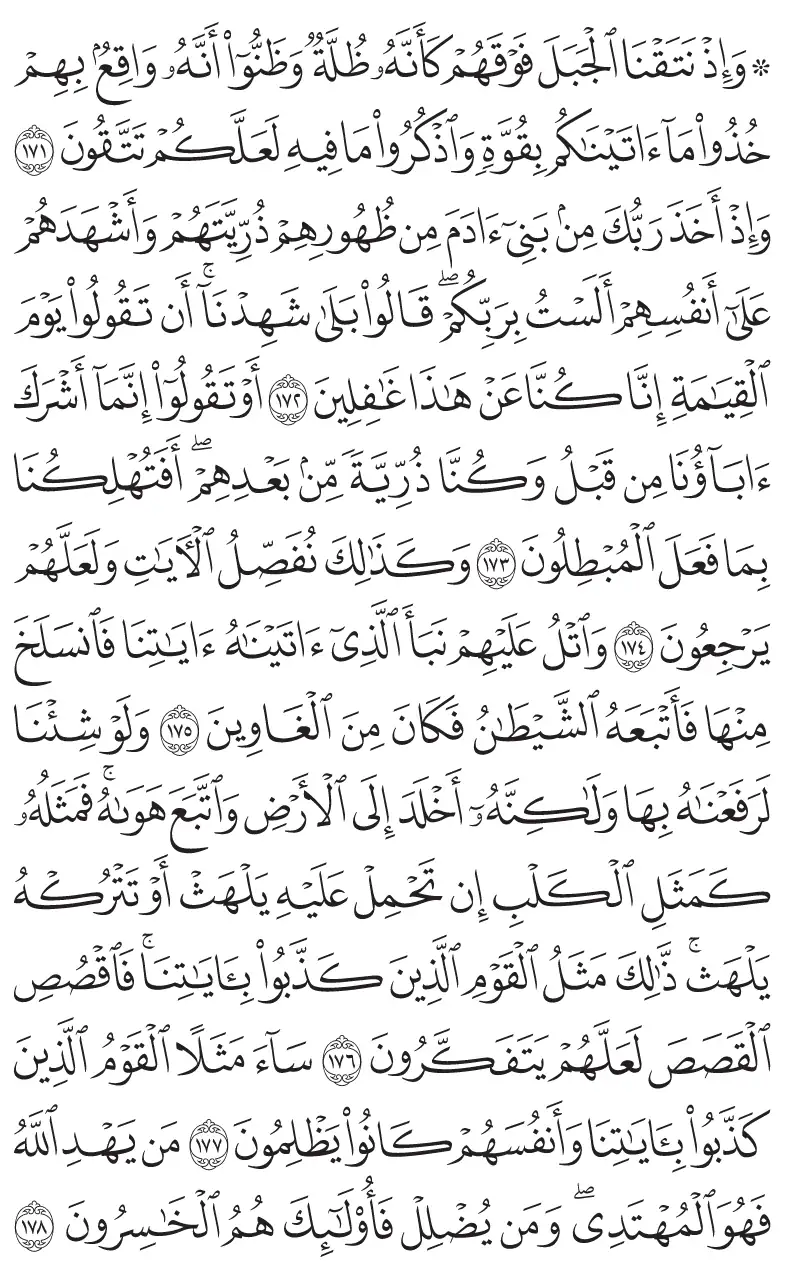 ۞ وَإِذْ نَتَقْنَا ٱلْجَبَلَ فَوْقَهُمْ كَأَنَّهُۥ ظُلَّةٌ وَظَنُّوٓا۟ أَنَّهُۥ وَاقِعٌۢ بِهِمْ
خُذُوا۟ مَآ ءَاتَيْنَـٰكُم بِقُوَّةٍ وَٱذْكُرُوا۟ مَا فِيهِ لَعَلَّكُمْ تَتَّقُونَ ١٧١
وَإِذْ أَخَذَ رَبُّكَ مِنۢ بَنِىٓ ءَادَمَ مِن ظُهُورِهِمْ ذُرِّيَّتَهُمْ وَأَشْهَدَهُمْ
عَلَىٰٓ أَنفُسِهِمْ أَلَسْتُ بِرَبِّكُمْ ۖ قَالُوا۟ بَلَىٰ شَهِدْنَآ ۚ أَن تَقُولُوا۟ يَوْمَ
ٱلْقِيَـٰمَةِ إِنَّا كُنَّا عَنْ هَـٰذَا غَـٰفِلِينَ ١٧٢ أَوْ تَقُولُوٓا۟ إِنَّمَآ أَشْرَكَ
ءَابَآؤُنَا مِن قَبْلُ وَكُنَّا ذُرِّيَّةً مِّنۢ بَعْدِهِمْ ۖ أَفَتُهْلِكُنَا
بِمَا فَعَلَ ٱلْمُبْطِلُونَ ١٧٣ وَكَذَٰلِكَ نُفَصِّلُ ٱلْـَٔايَـٰتِ وَلَعَلَّهُمْ
يَرْجِعُونَ ١٧٤ وَٱتْلُ عَلَيْهِمْ نَبَأَ ٱلَّذِىٓ ءَاتَيْنَـٰهُ ءَايَـٰتِنَا فَٱنسَلَخَ
مِنْهَا فَأَتْبَعَهُ ٱلشَّيْطَـٰنُ فَكَانَ مِنَ ٱلْغَاوِينَ ١٧٥ وَلَوْ شِئْنَا
لَرَفَعْنَـٰهُ بِهَا وَلَـٰكِنَّهُۥٓ أَخْلَدَ إِلَى ٱلْأَرْضِ وَٱتَّبَعَ هَوَىٰهُ ۚ فَمَثَلُهُۥ
كَمَثَلِ ٱلْكَلْبِ إِن تَحْمِلْ عَلَيْهِ يَلْهَثْ أَوْ تَتْرُكْهُ
يَلْهَث ۚ ذَّٰلِكَ مَثَلُ ٱلْقَوْمِ ٱلَّذِينَ كَذَّبُوا۟ بِـَٔايَـٰتِنَا ۚ فَٱقْصُصِ
ٱلْقَصَصَ لَعَلَّهُمْ يَتَفَكَّرُونَ ١٧٦ سَآءَ مَثَلًا ٱلْقَوْمُ ٱلَّذِينَ
كَذَّبُوا۟ بِـَٔايَـٰتِنَا وَأَنفُسَهُمْ كَانُوا۟ يَظْلِمُونَ ١٧٧ مَن يَهْدِ ٱللَّهُ
فَهُوَ ٱلْمُهْتَدِى ۖ وَمَن يُضْلِلْ فَأُو۟لَـٰٓئِكَ هُمُ ٱلْخَـٰسِرُونَ ١٧٨